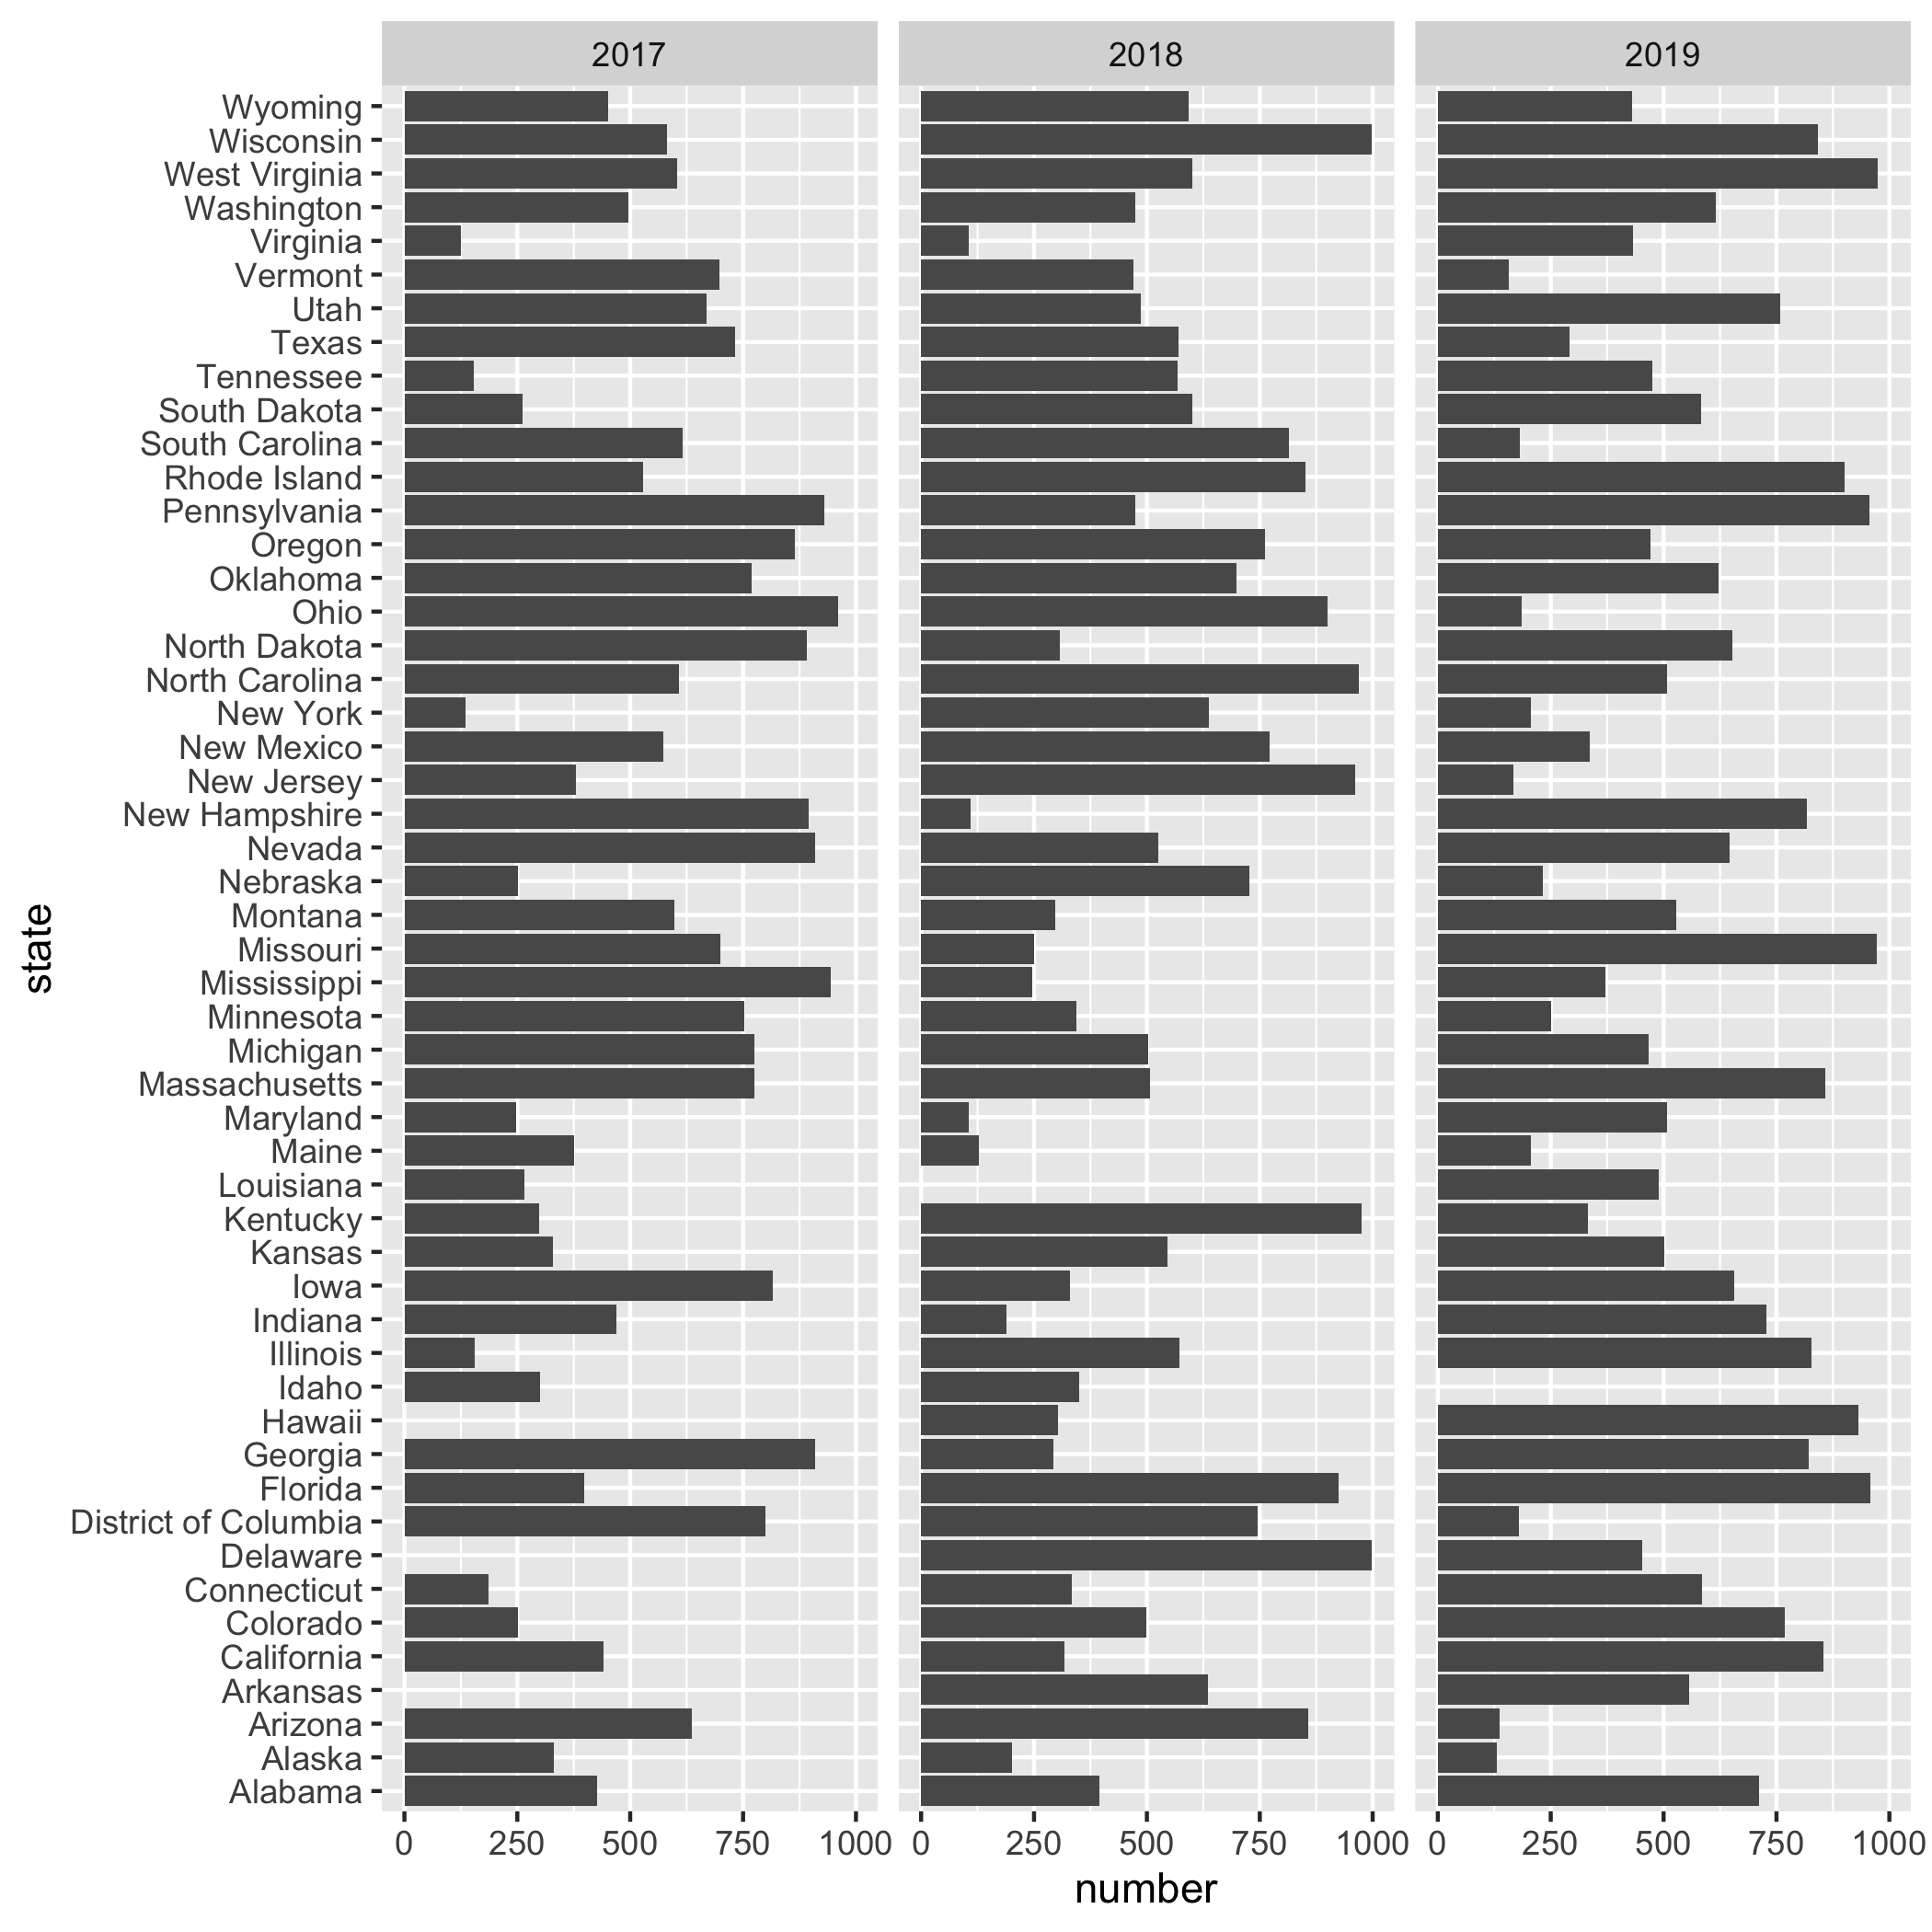 2017 2018 2019
Wyoming
Wisconsin
West Virginia
Washington
Virginia
Vermont
Utah
Texas
Tennessee
South Dakota
South Carolina
Rhode Island
Pennsylvania
Oregon
Oklahoma
Ohio
North Dakota
North Carolina
New York
New Mexico
New Jersey
New Hampshire
Nevada
Nebraska
Montana
Missouri
Mississippi
Minnesota
Michigan
Massachusetts
Maryland
Maine
Louisiana
Kentucky
Kansas
Iowa
Indiana
Illinois
Idaho
Hawaii
Georgia
Florida
District of Columbia
Delaware
Connecticut
Colorado
California
Arkansas
Arizona
Alaska
Alabama
state
0 250 500 750 1000 0 250 500 750 1000 0 250 500 750 1000
number